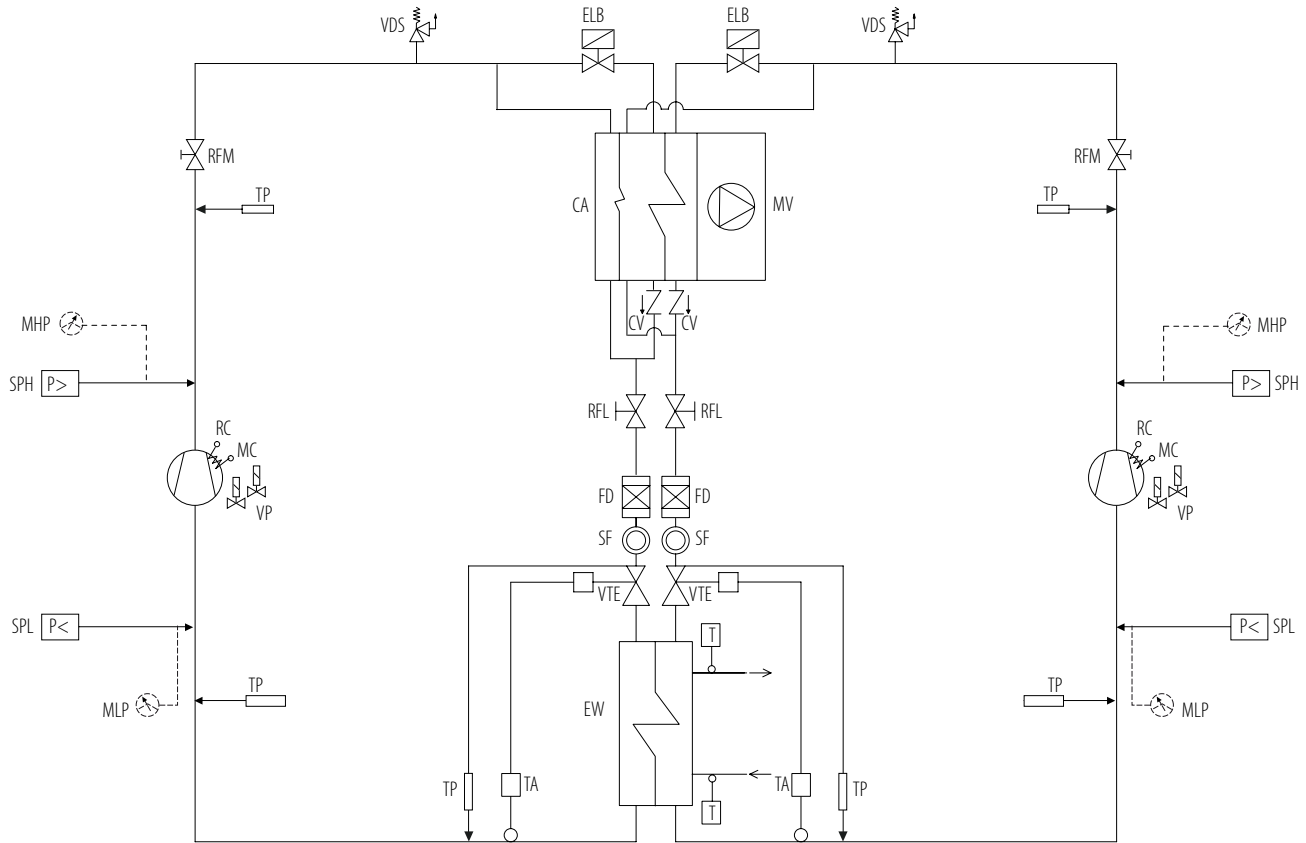 VDS
ELB
ELB
VDS
RFM
RFM
TP
TP
CA
MV
MHP
CV
CV
MHP
SPH
P>
P>
SPH
RFL
RFL
RC
MC
RC
MC
FD
FD
VP
VP
SF
SF
VTE
VTE
SPL
P<
T
P<
SPL
TP
TP
MLP
EW
MLP
TP
TA
TA
TP
T